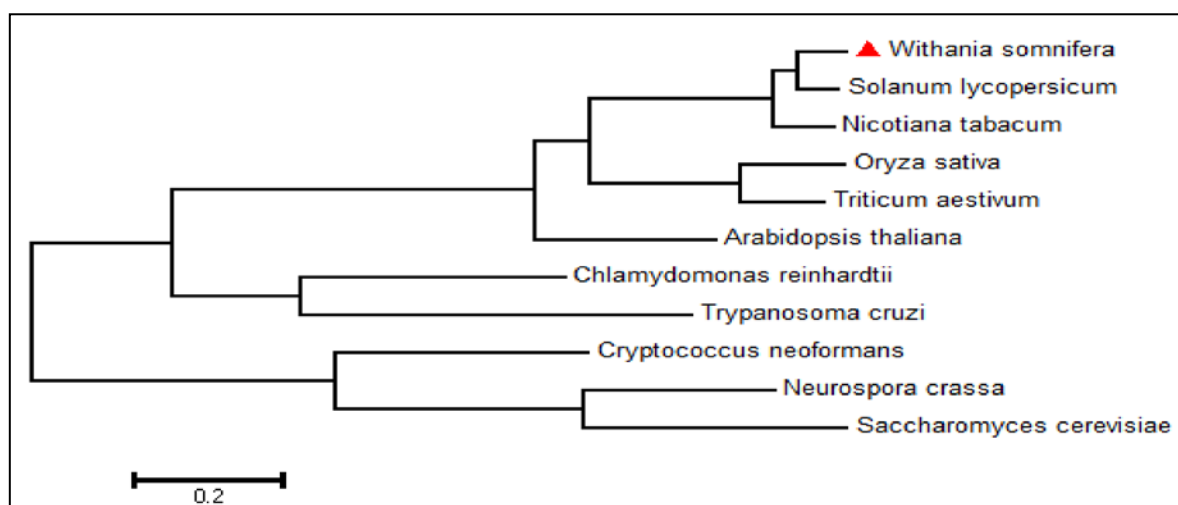 Withania somnifera
Solanum lycopersicum
Nicotiana tabacum
Oryza sativa
Triticum aestivum
Arabidopsis thaliana
Chlamydomonas reinhardtii
Trypanosoma cruzi
Cryptococcus neoformans
Neurospora crassa
Saccharomyces cerevisiae
0.2